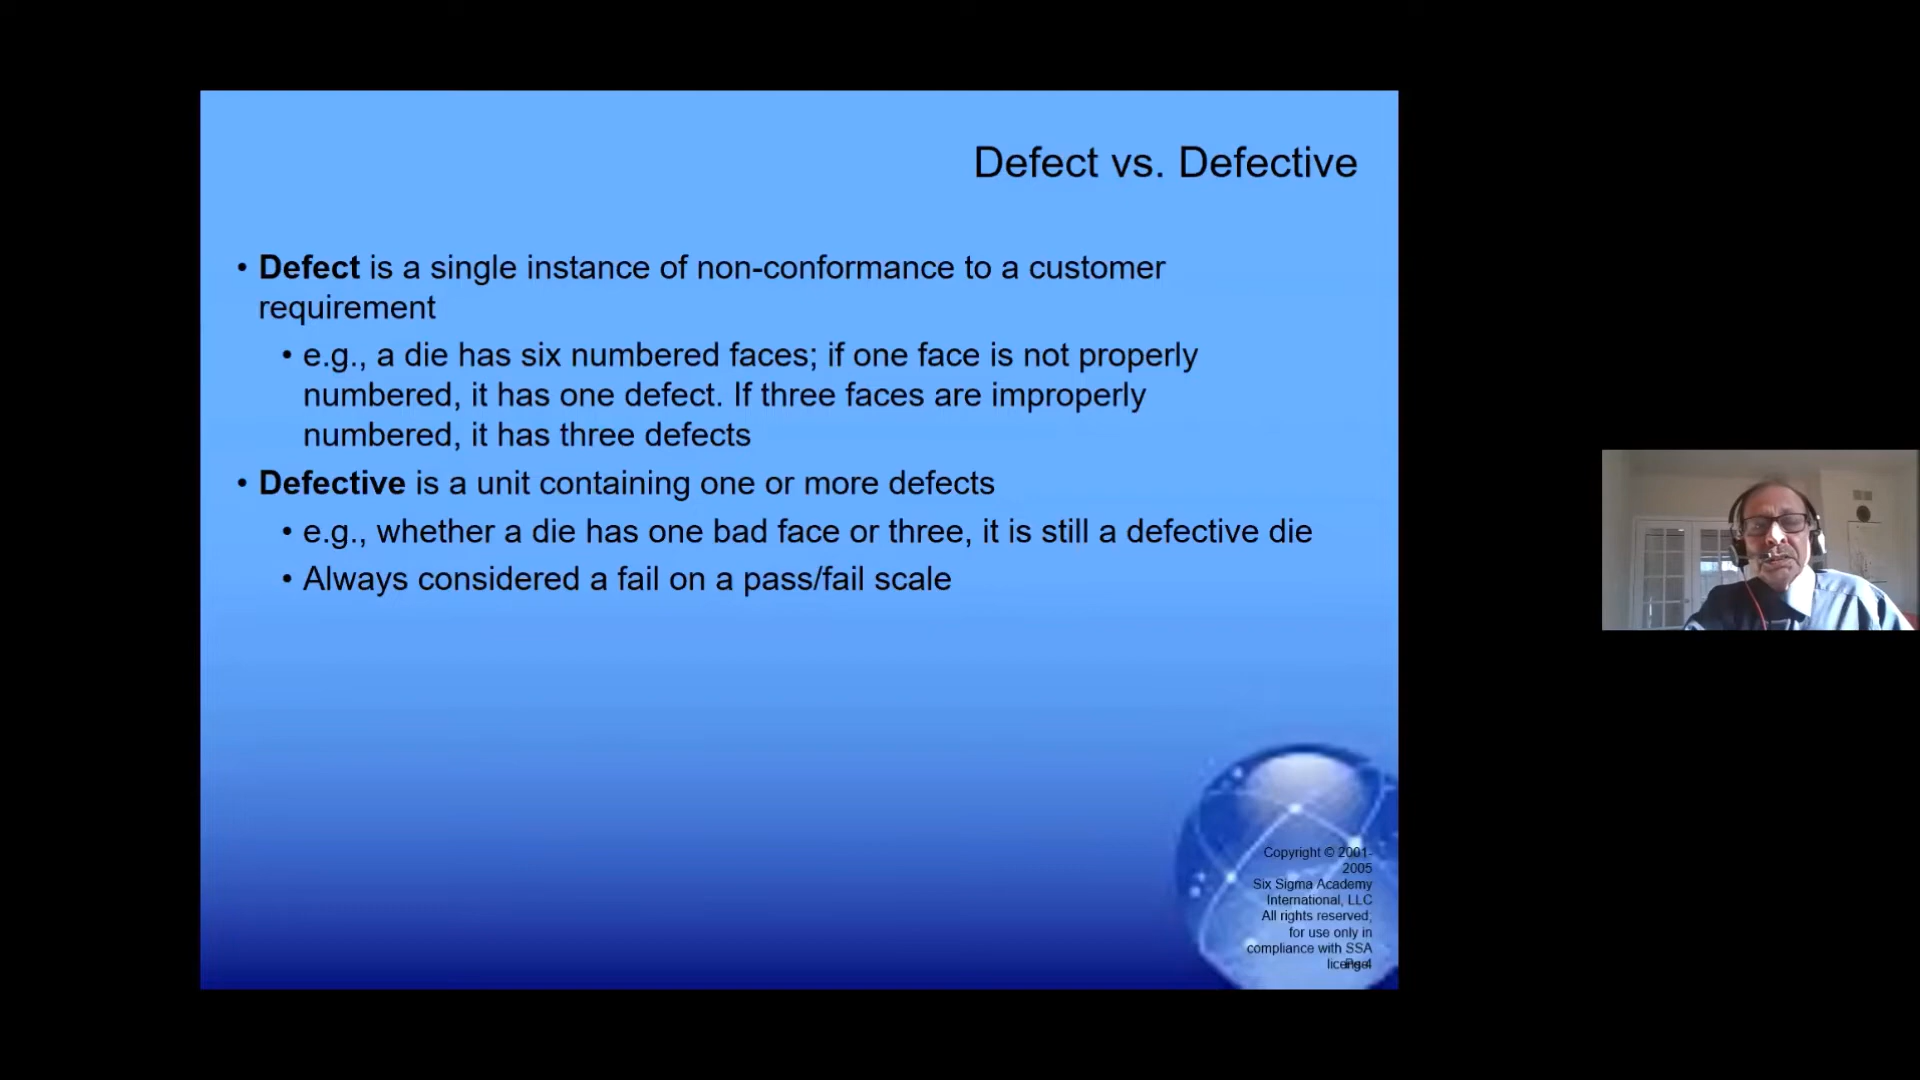 Defect vs. Defective
• Defect is a single instance of non-conformance to a customer
requirement
• e.g., a die has six numbered faces; if one face is not properly
numbered, it has one defect. If three faces are improperly
numbered, it has three defects
• Defective is a unit containing one or more defects
• e.g., whether a die has one bad face or three, it is still a defective die
• Always considered a fail on a pass/fail scale
Copyright © 2001-
2005
Six Sigma Academy
International, LLC
All rights reserved;
for use only in
compliance with SSA